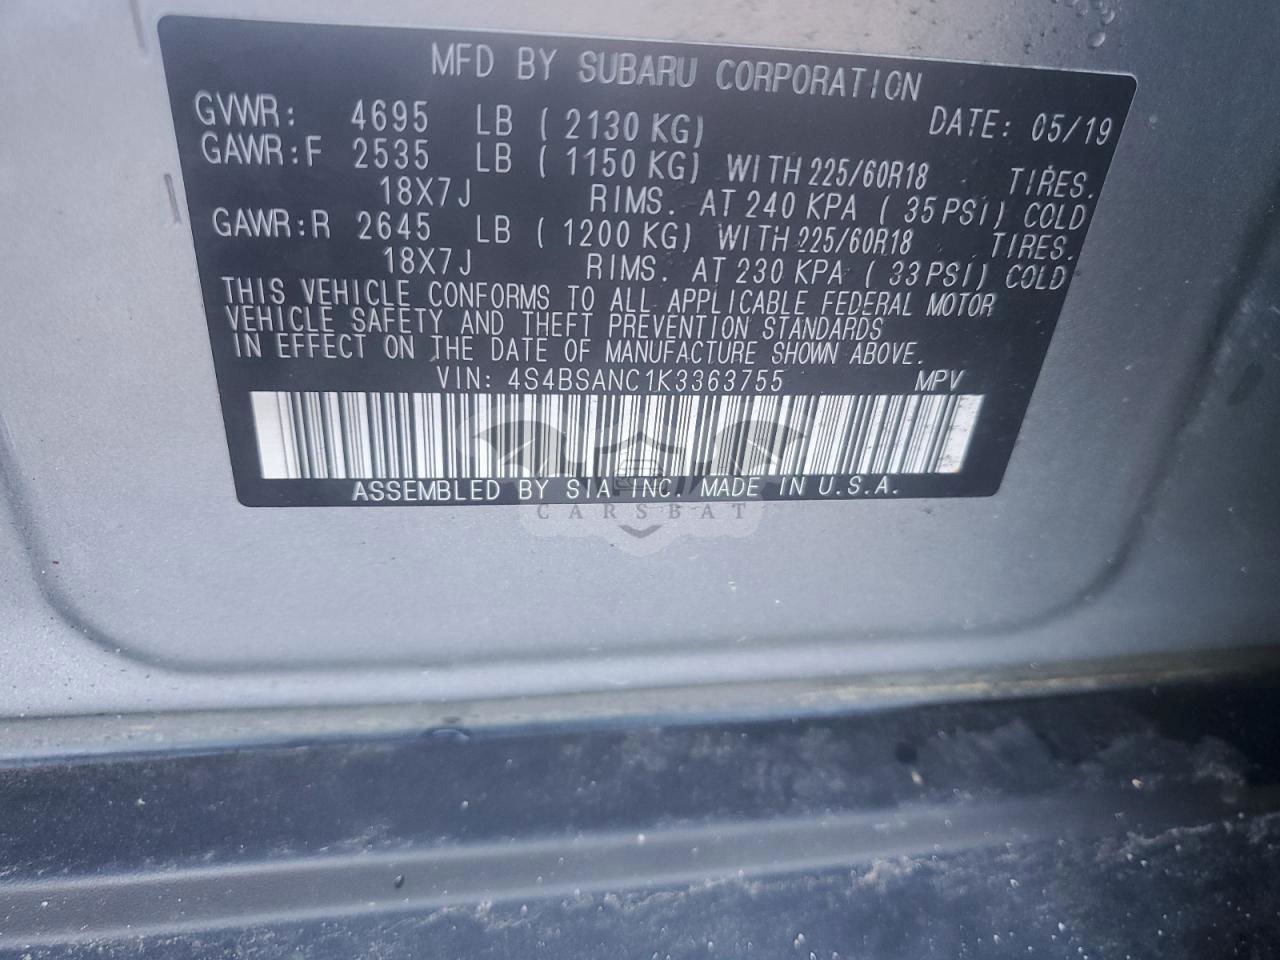 MFD BY SUBARU CORPORATION
GVWR: 4695 LB ( 2130 KG) DATE: 05/19
GAWR:F 2535 LB ( 1150 KG) WITH 225/60R18 TIRES.
18X7J RIMS. AT 240 KPA ( 35 PSI) COLD
GAWR:R 2645 LB ( 1200 KG) WITH 225/60R18 TIRES.
18X7J RIMS. AT 230 KPA ( 33 PSI) COLD
THIS VEHICLE CONFORMS TO ALL APPLICABLE FEDERAL MOTOR
VEHICLE SAFETY AND THEFT PREVENTION STANDARDS
IN EFFECT ON THE DATE OF MANUFACTURE SHOWN ABOVE.
VIN: 4S4BSANC1K3363755 MPV
ASSEMBLED BY SIA INC. MADE IN U.S.A.
CARSBAT